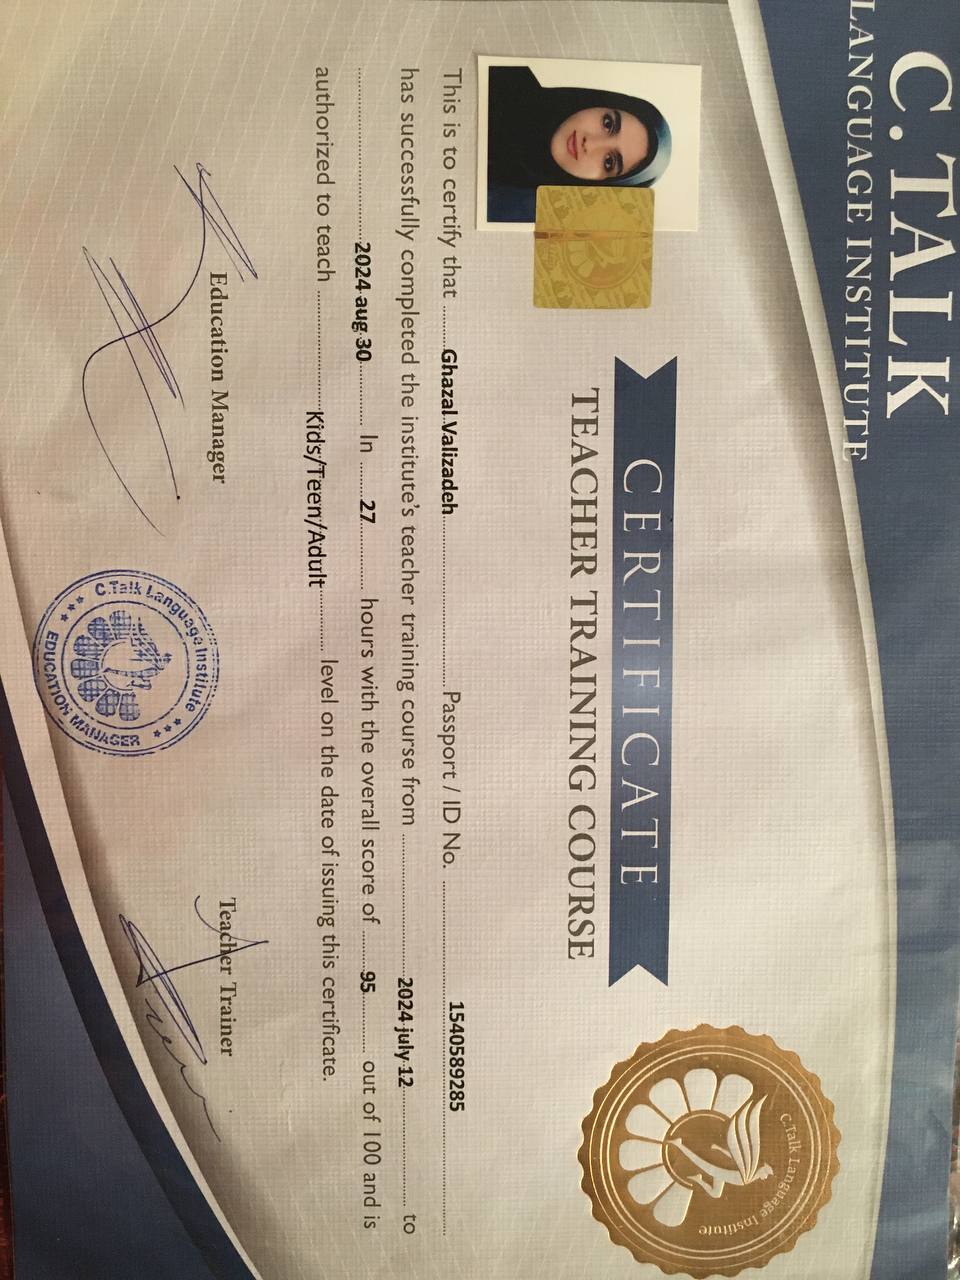 C.TALK
LANGUAGE INSTITUTE
CERTIFICATE
TEACHER TRAINING COURSE
c.Talk Language Institute
This is to certify that ........Ghazal Valizadeh........ Passport / ID No. ........1540589285........
has successfully completed the institute's teacher training course from ........2024 july 12........ to
........2024 aug 30........ In ........27........ hours with the overall score of ........95........ out of 100 and is
authorized to teach ........Kids/Teen/Adult........ level on the date of issuing this certificate.
Education Manager
Teacher Trainer
C.Talk Language Institute
EDUCATION MANAGER